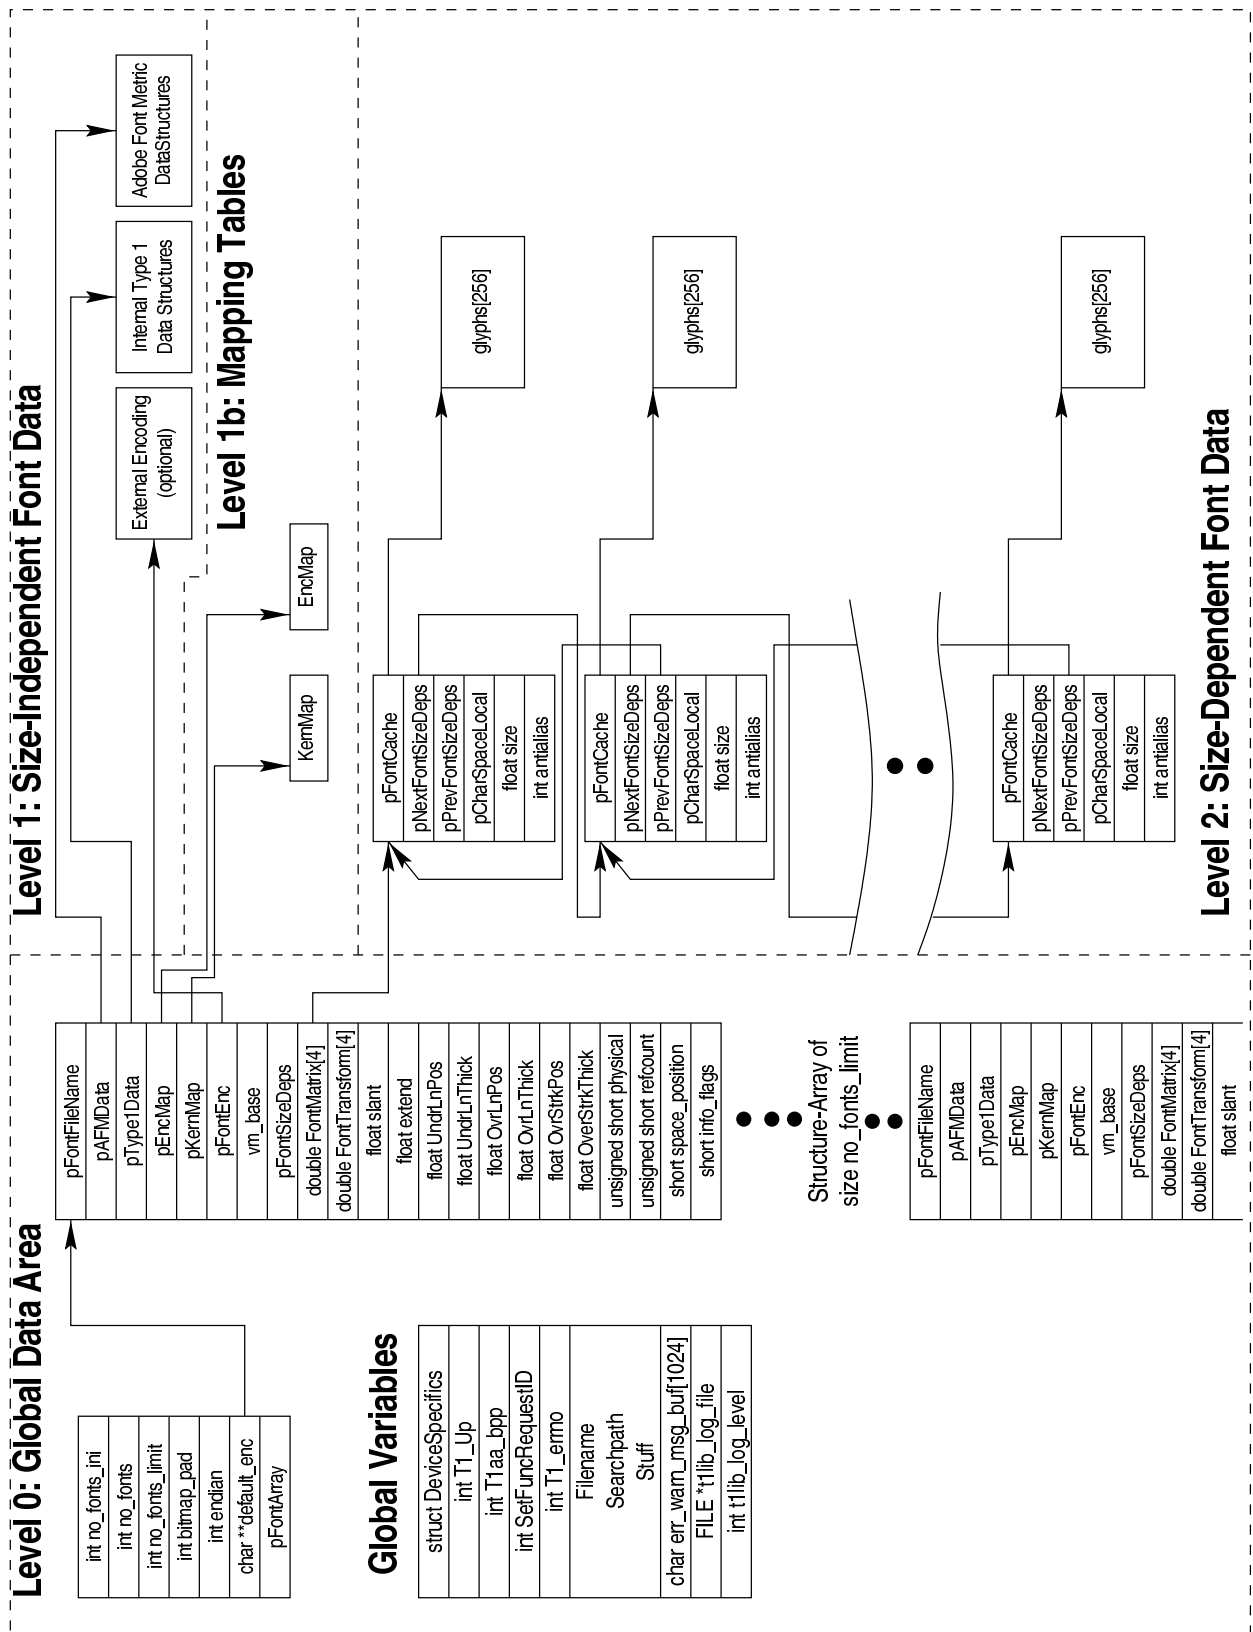 Level 0: Global Data Area
int no_fonts_ini
int no_fonts
int no_fonts_limit
int bitmap_pad
int endian
char **default_enc
pFontArray
Global Variables
struct DeviceSpecifics
int T1_Up
int T1aa_bpp
int SetFuncRequestID
int T1_errno
Filename
Searchpath
Stuff
char err_warn_msg_buf[1024]
FILE *t1lib_log_file
int t1lib_log_level
pFontFileName
pAFMData
pType1Data
pEncMap
pKernMap
pFontEnc
vm_base
pFontSizeDeps
double FontMatrix[4]
double FontTransform[4]
float slant
float extend
float UndrLnPos
float UndrLnThick
float OvrLnPos
float OvrLnThick
float OvrStrkPos
float OverStrkThick
unsigned short physical
unsigned short refcount
short space_position
short info_flags
Structure-Array of
size no_fonts_limit
pFontFileName
pAFMData
pType1Data
pEncMap
pKernMap
pFontEnc
vm_base
pFontSizeDeps
double FontMatrix[4]
double FontTransform[4]
float slant
Level 1: Size-Independent Font Data
External Encoding
(optional)
Internal Type 1
Data Structures
Adobe Font Metric
DataStructures
Level 1b: Mapping Tables
KernMap
EncMap
pFontCache
pNextFontSizeDeps
pPrevFontSizeDeps
pCharSpaceLocal
float size
int antialias
glyphs[256]
pFontCache
pNextFontSizeDeps
pPrevFontSizeDeps
pCharSpaceLocal
float size
int antialias
glyphs[256]
pFontCache
pNextFontSizeDeps
pPrevFontSizeDeps
pCharSpaceLocal
float size
int antialias
glyphs[256]
Level 2: Size-Dependent Font Data